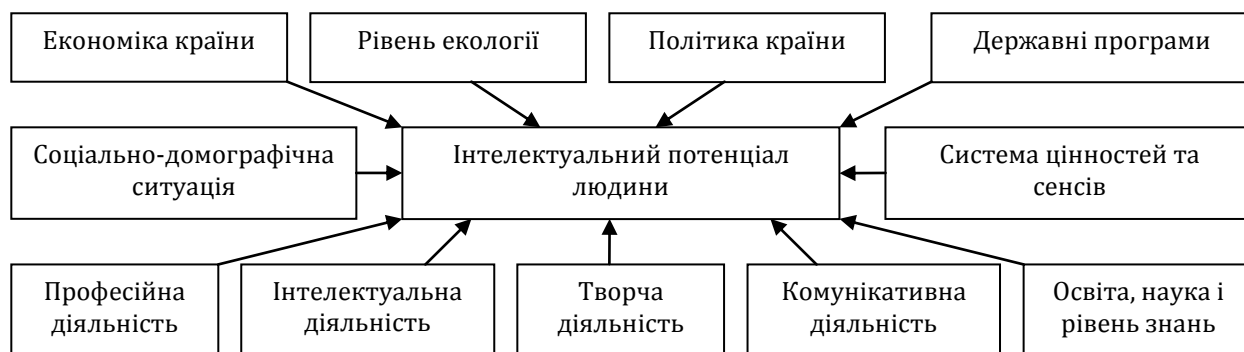 Економіка країни
Рівень екології
Політика країни
Державні програми
Соціально-домографічна
ситуація
Інтелектуальний потенціал
людини
Система цінностей та
сенсів
Професійна
діяльність
Інтелектуальна
діяльність
Творча
діяльність
Комунікативна
діяльність
Освіта, наука і
рівень знань